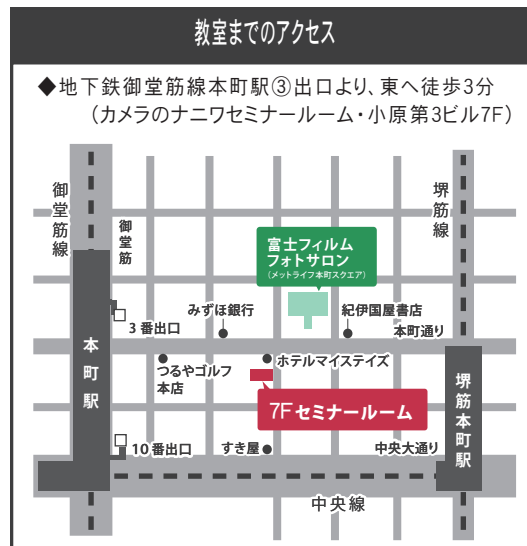 教室までのアクセス
◆地下鉄御堂筋線本町駅③出口より、東へ徒歩3分
(カメラのナニワセミナールーム・小原第3ビル7F)
御堂筋線
御堂筋
堺筋線
富士フィルム
フォトサロン
(メットライフ本町スクエア)
みずほ銀行
紀伊国屋書店
3番出口
本町通り
本町駅
つるやゴルフ
本店
ホテルマイステイズ
7Fセミナールーム
堺筋本町駅
10番出口
すき屋
中央大通り
中央線